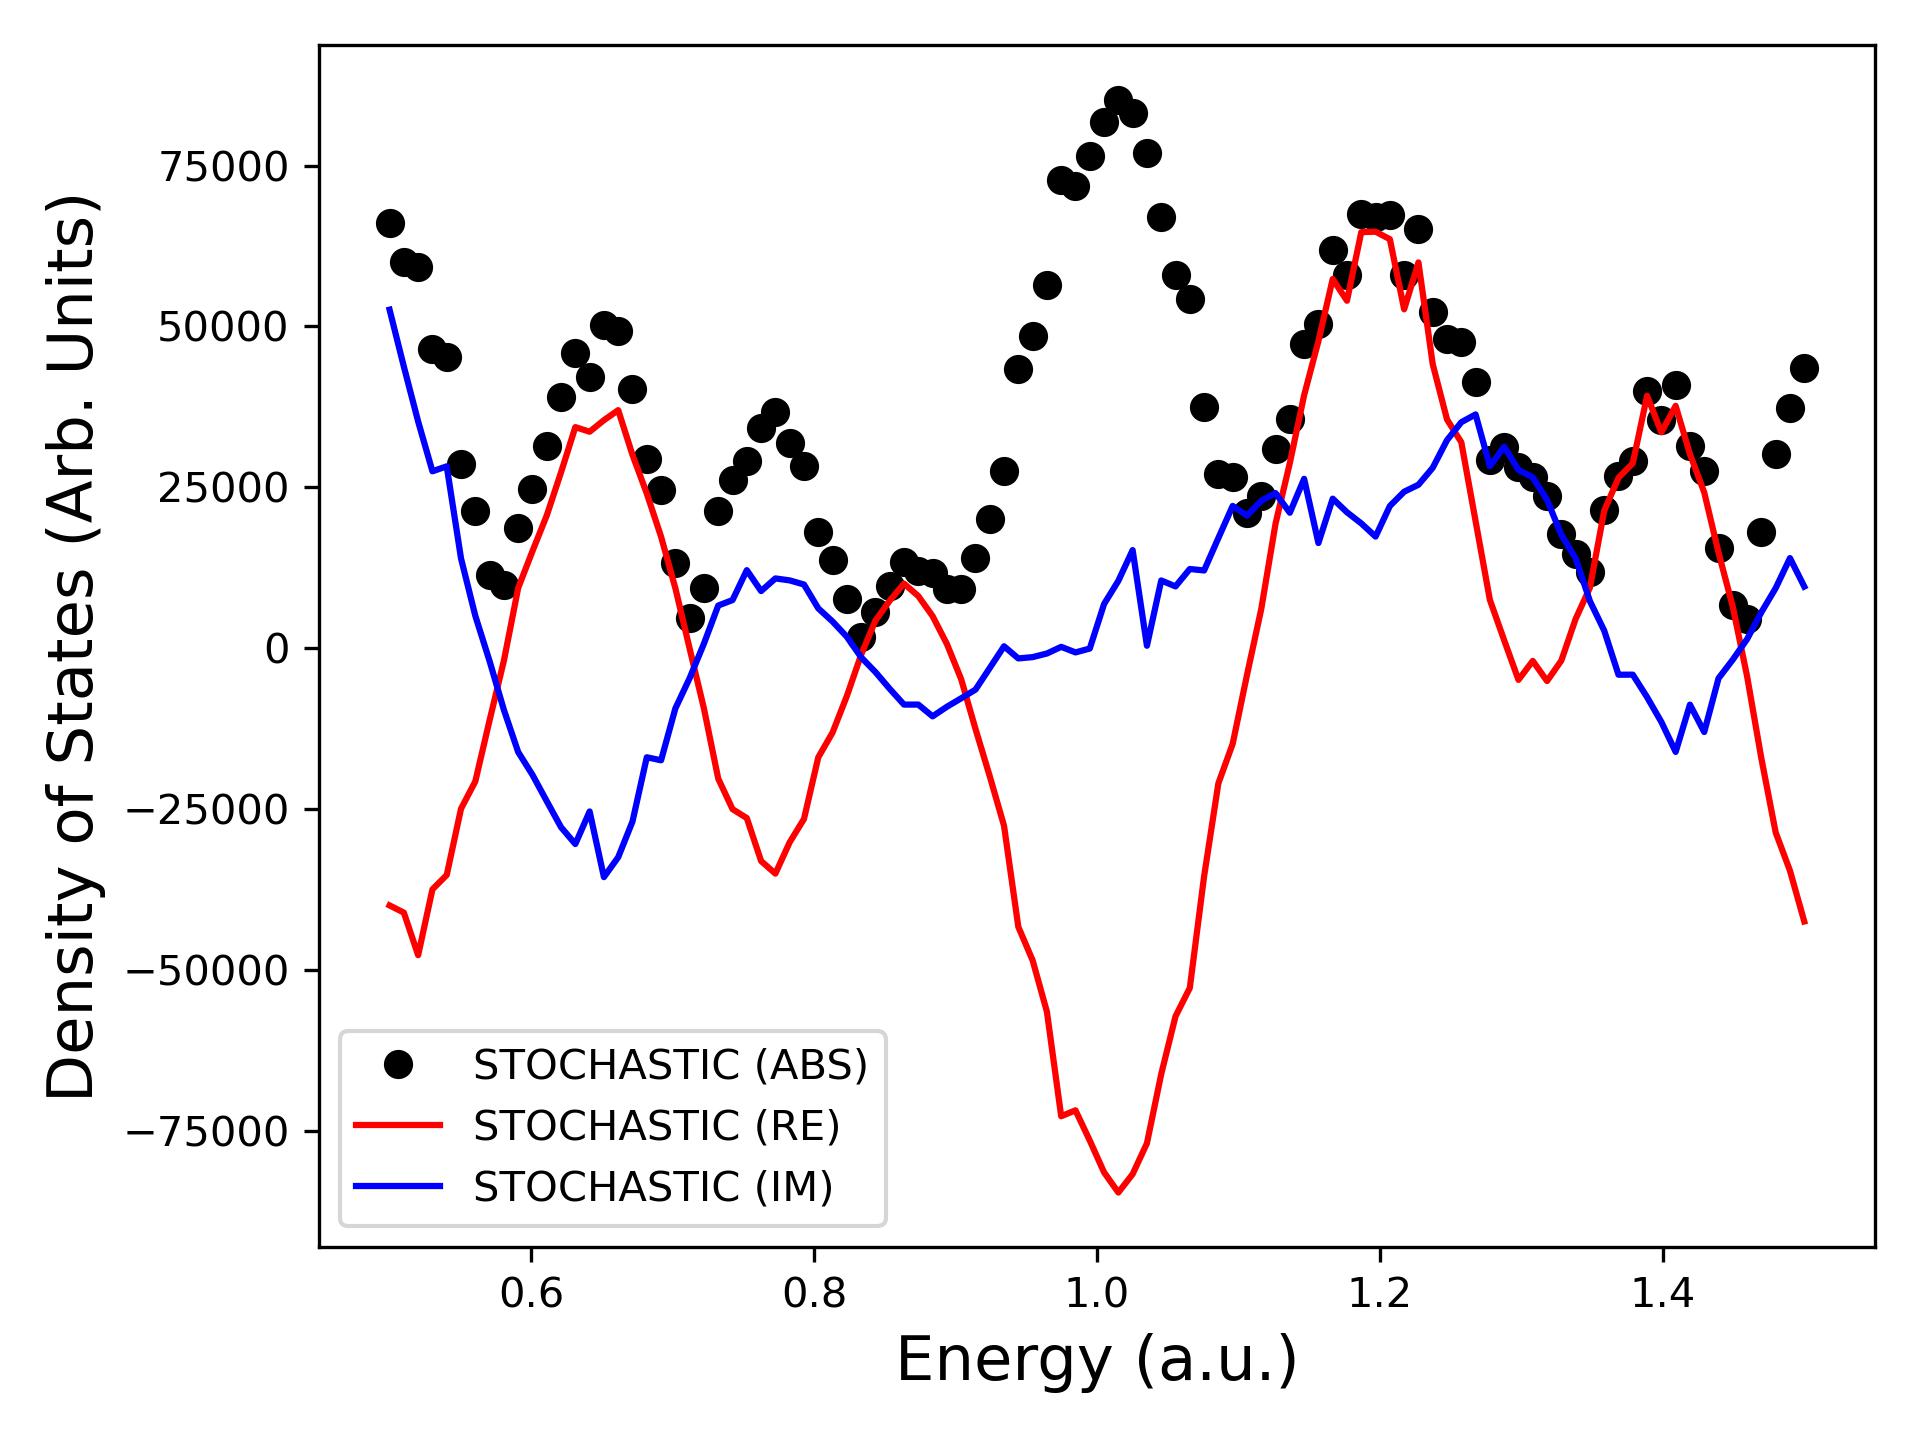 Density of States (Arb. Units)
75000
50000
25000
0
−25000
−50000
−75000
STOCHASTIC (ABS)
STOCHASTIC (RE)
STOCHASTIC (IM)
0.6 0.8 1.0 1.2 1.4
Energy (a.u.)